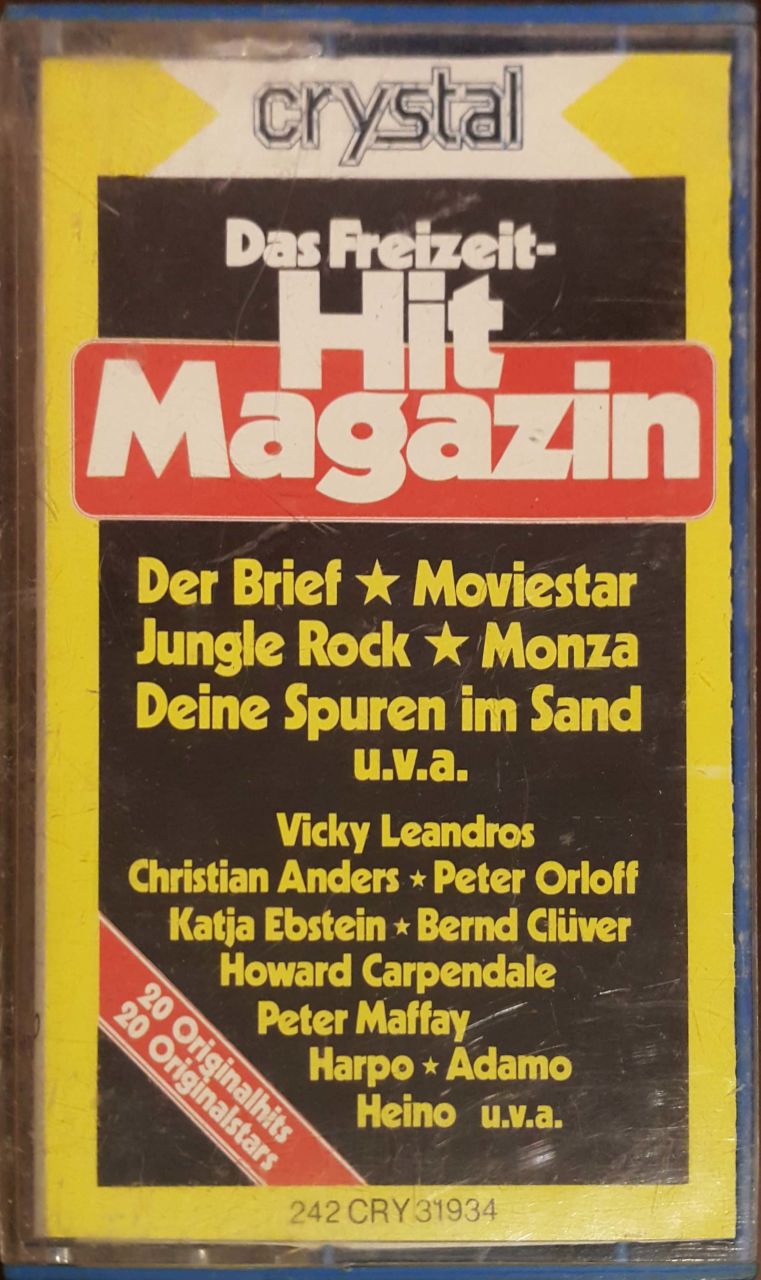 crystal
Das Freizeit-
Hit
Magazin
Der Brief ★ Moviestar
Jungle Rock ★ Monza
Deine Spuren im Sand
u.v.a.
Vicky Leandros
Christian Anders ★ Peter Orloff
Katja Ebstein ★ Bernd Clüver
Howard Carpendale
Peter Maffay
Harpo ★ Adamo
Heino u.v.a.
20 Originalhits
20 Originalstars
242 CRY 31934